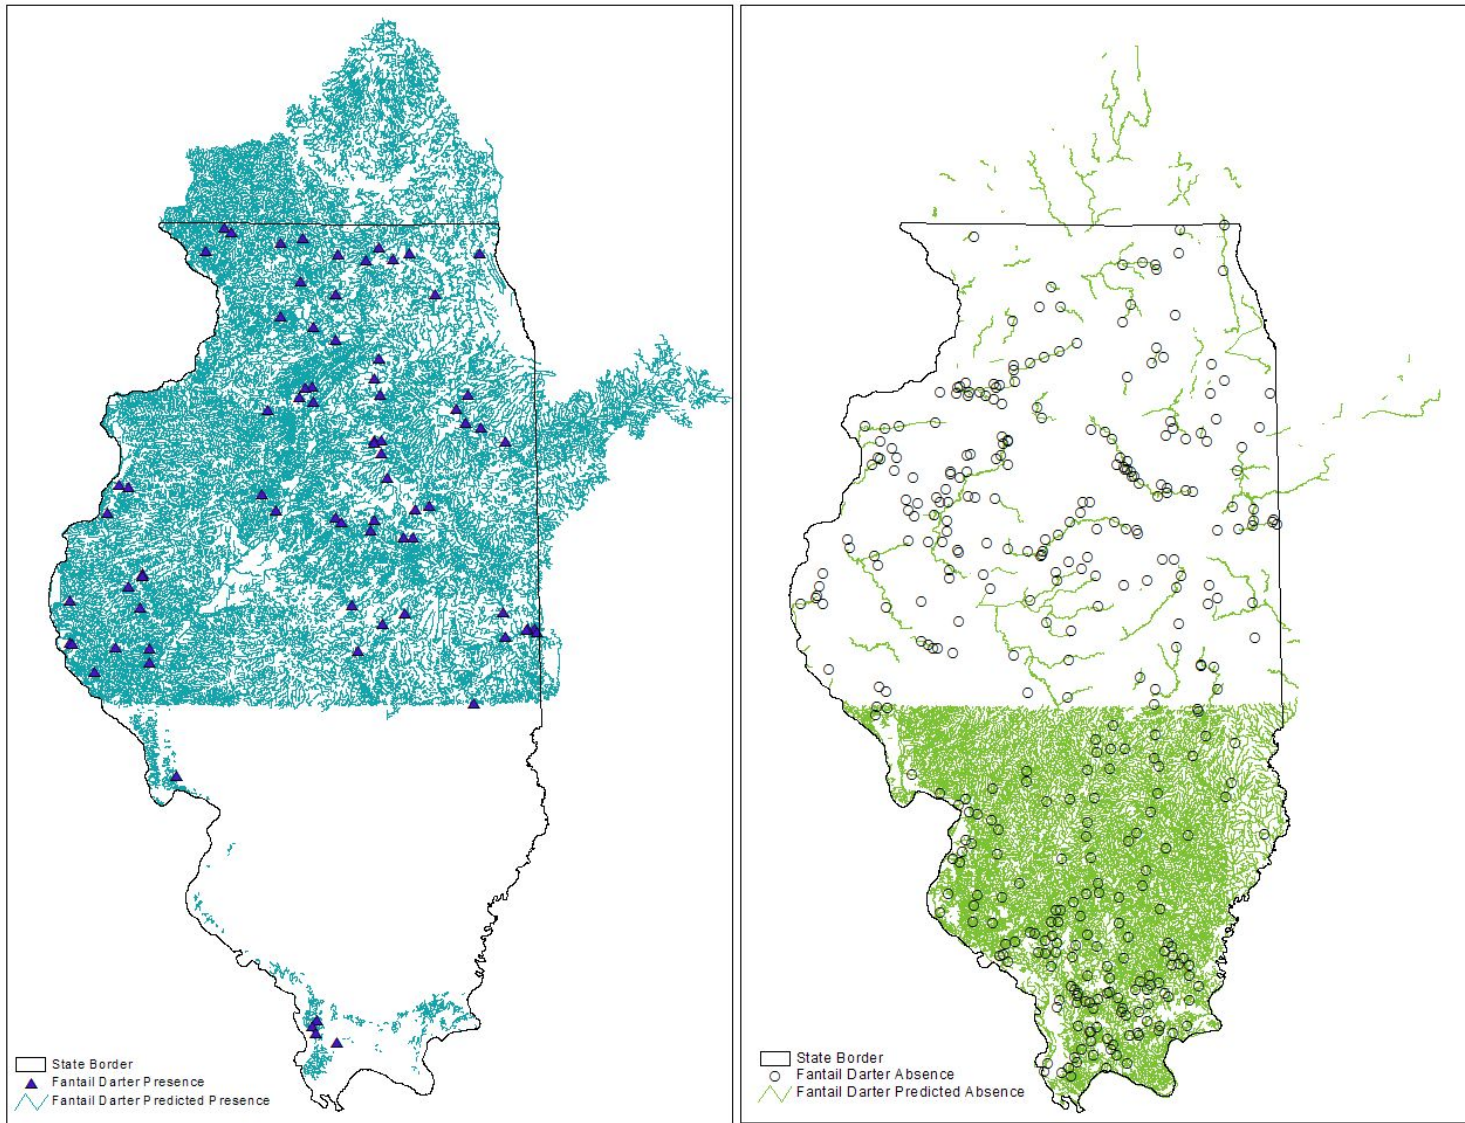 State Border
Fantail Darter Presence
Fantail Darter Predicted Presence
State Border
Fantail Darter Absence
Fantail Darter Predicted Absence